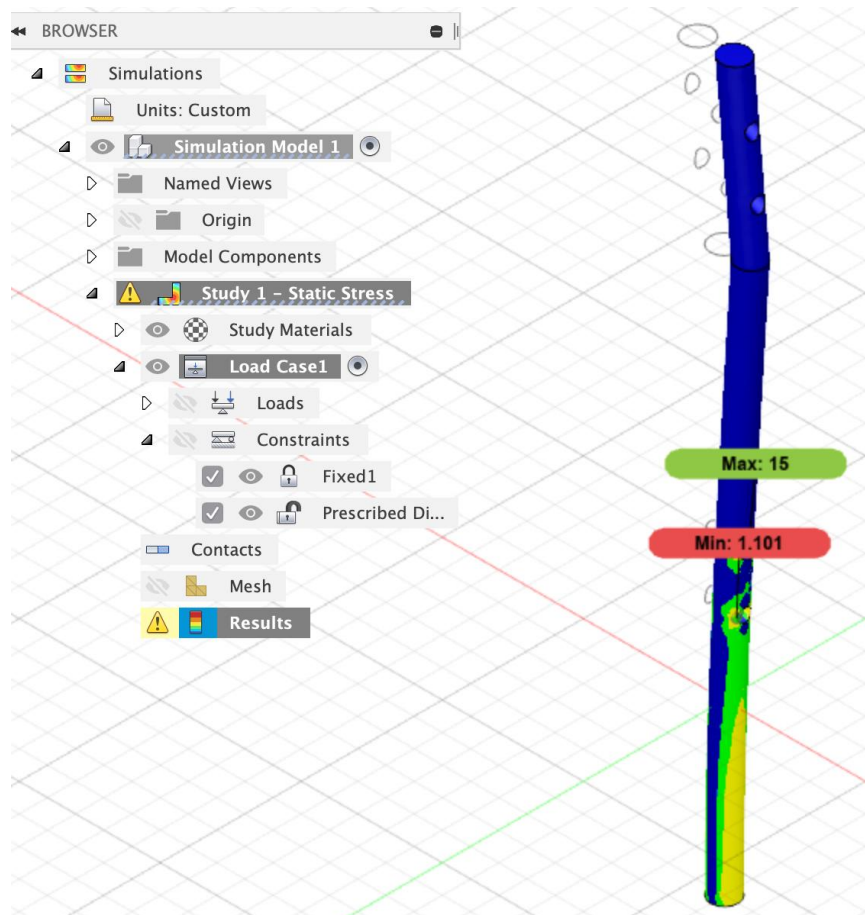 BROWSER
Simulations
Units: Custom
Simulation Model 1
Named Views
Origin
Model Components
Study 1 – Static Stress
Study Materials
Load Case1
Loads
Constraints
Fixed1
Prescribed Di...
Contacts
Mesh
Results
Max: 15
Min: 1.101